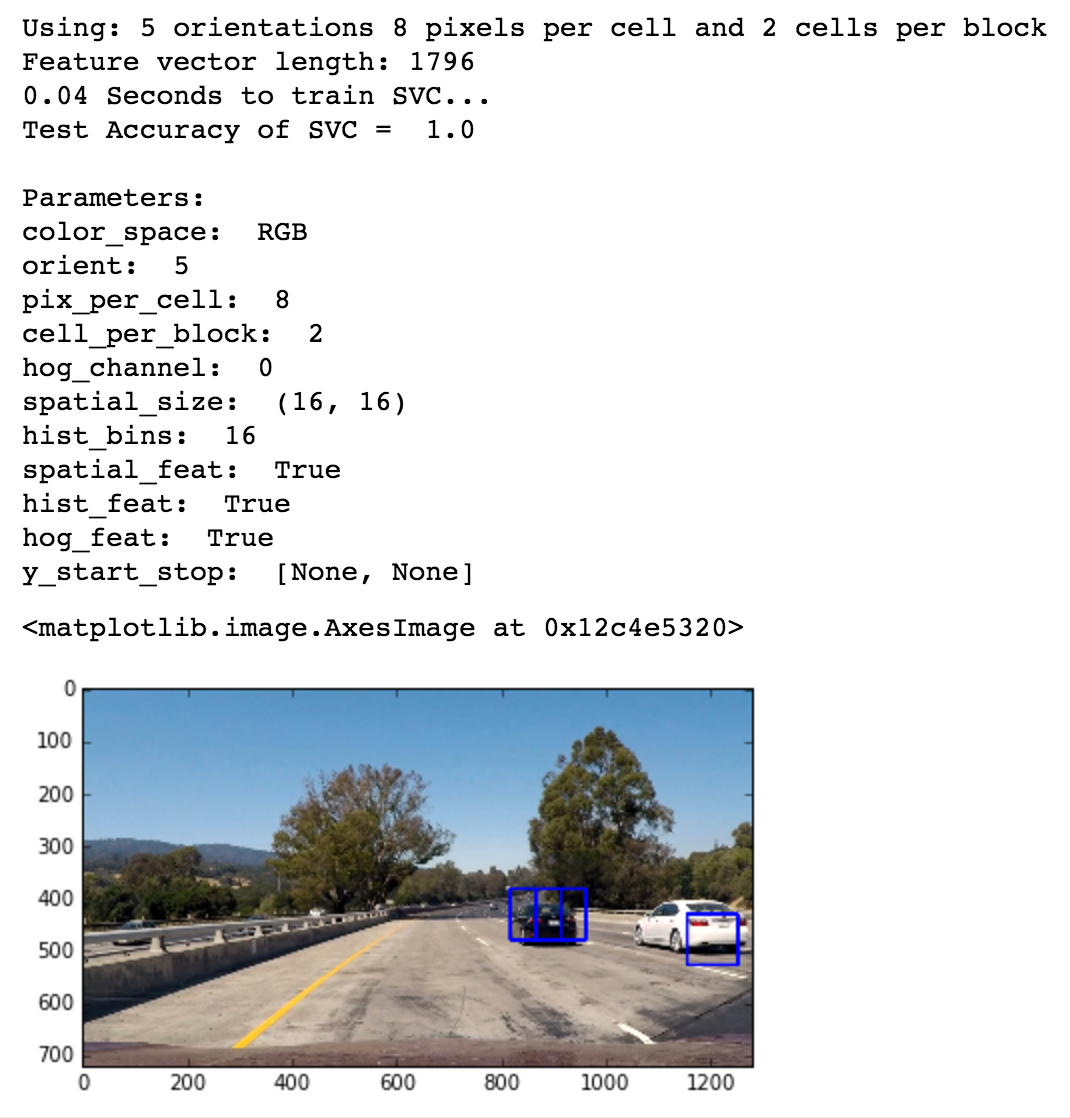 Using: 5 orientations 8 pixels per cell and 2 cells per block
Feature vector length: 1796
0.04 Seconds to train SVC...
Test Accuracy of SVC =  1.0
Parameters:
color_space:  RGB
orient:  5
pix_per_cell:  8
cell_per_block:  2
hog_channel:  0
spatial_size:  (16, 16)
hist_bins:  16
spatial_feat:  True
hist_feat:  True
hog_feat:  True
y_start_stop:  [None, None]
<matplotlib.image.AxesImage at 0x12c4e5320>
0
100
200
300
400
500
600
700
0 200 400 600 800 1000 1200